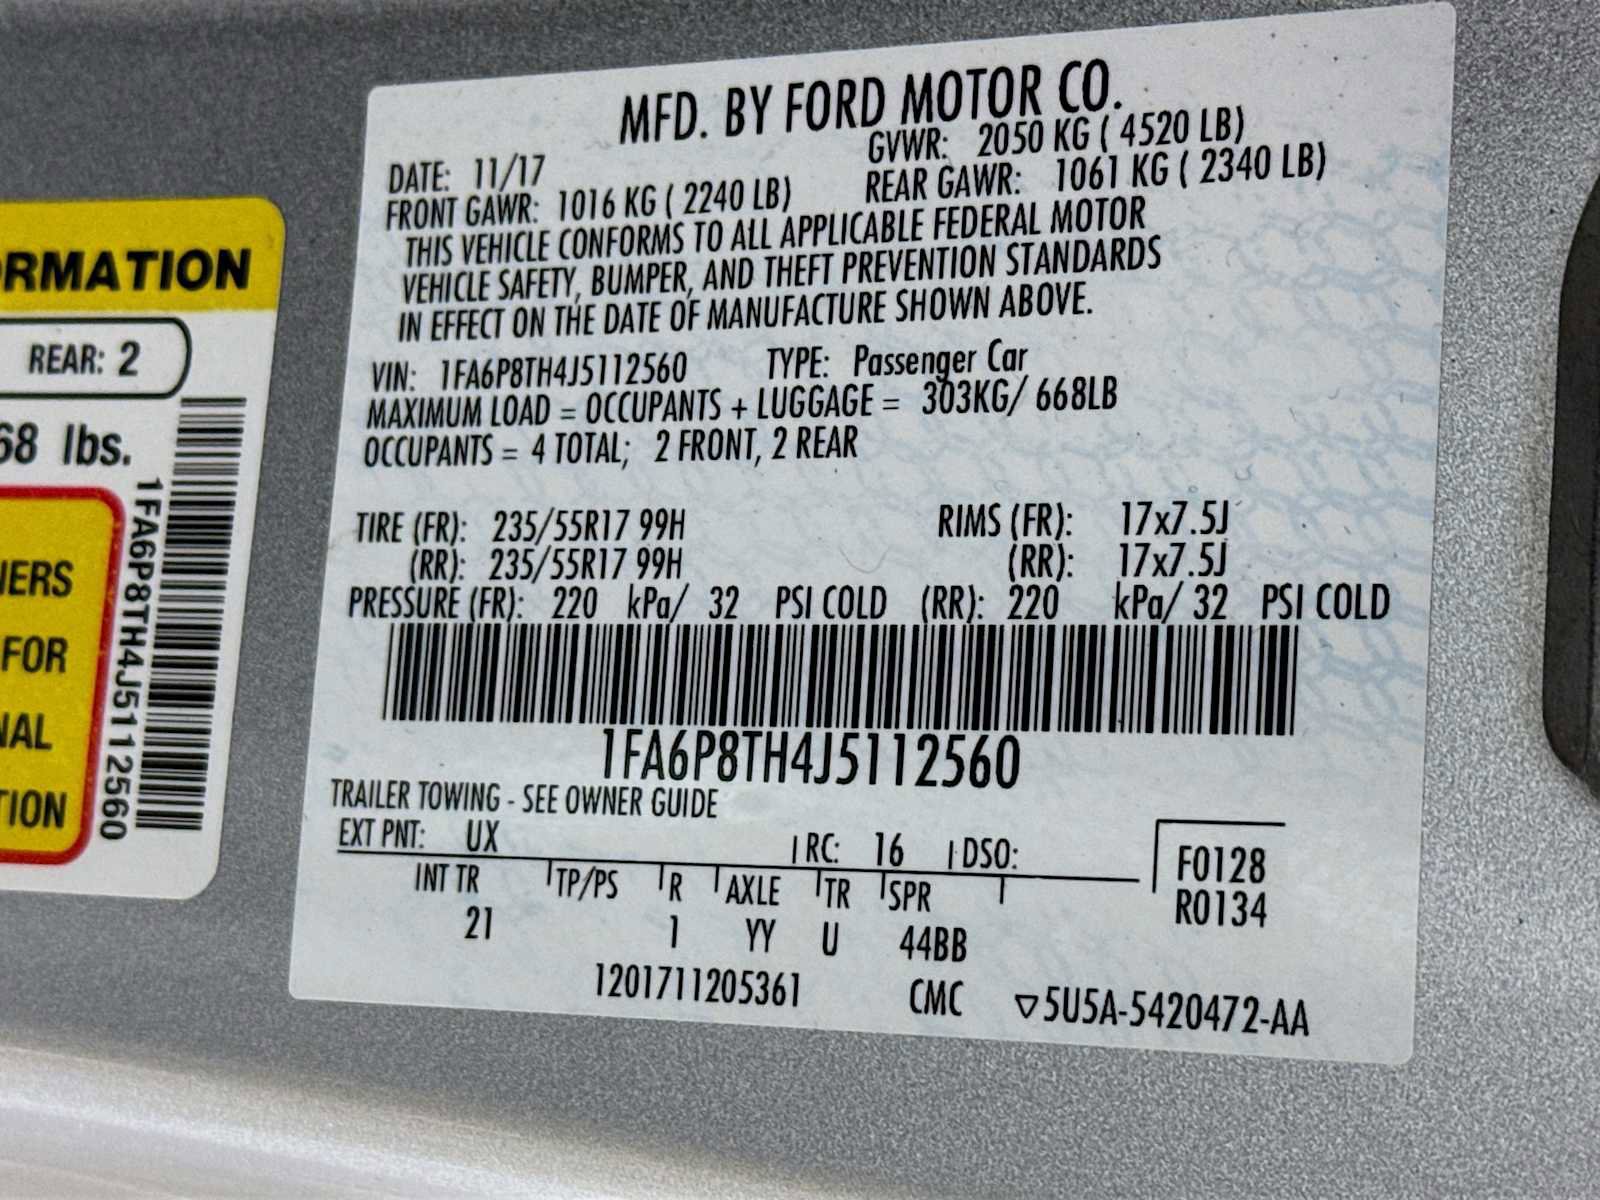 RMATION
REAR: 2
68 lbs.
1FA6P8TH4J5112560
FOR
TION
MFD. BY FORD MOTOR CO.
DATE: 11/17 GVWR: 2050 KG ( 4520 LB)
FRONT GAWR: 1016 KG ( 2240 LB) REAR GAWR: 1061 KG ( 2340 LB)
THIS VEHICLE CONFORMS TO ALL APPLICABLE FEDERAL MOTOR
VEHICLE SAFETY, BUMPER, AND THEFT PREVENTION STANDARDS
IN EFFECT ON THE DATE OF MANUFACTURE SHOWN ABOVE.
VIN: 1FA6P8TH4J5112560 TYPE: Passenger Car
MAXIMUM LOAD = OCCUPANTS + LUGGAGE = 303KG/ 668LB
OCCUPANTS = 4 TOTAL; 2 FRONT, 2 REAR
TIRE (FR): 235/55R17 99H RIMS (FR): 17x7.5J
(RR): 235/55R17 99H (RR): 17x7.5J
PRESSURE (FR): 220 kPa/ 32 PSI COLD (RR): 220 kPa/ 32 PSI COLD
1FA6P8TH4J5112560
TRAILER TOWING - SEE OWNER GUIDE
EXT PNT: UX RC: 16 DSO:
INT TR TP/PS R AXLE TR SPR
21 1 YY U 44BB
F0128
R0134
1201711205361 CMC ▽5U5A-5420472-AA